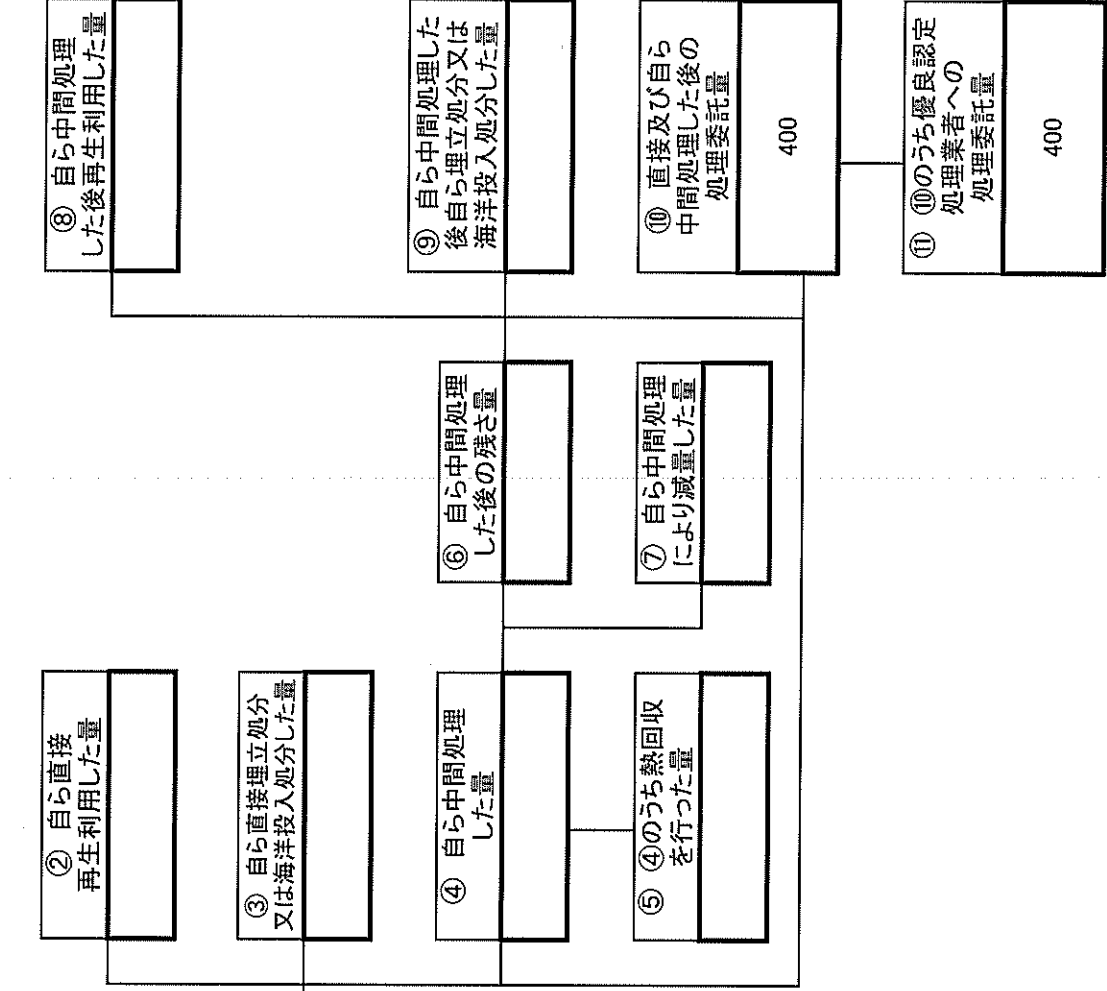 ② 自ら直接
再生利用した量
③ 自ら直接埋立処分
又は海洋投入処分した量
④ 自ら中間処理
した量
⑤ ④のうち熱回収
を行った量
⑥ 自ら中間処理
した後の残さ量
⑦ 自ら中間処理
により減量した量
⑧ 自ら中間処理
した後再生利用した量
⑨ 自ら中間処理した
後自ら埋立処分又は
海洋投入処分した量
⑩ 直接及び自ら
中間処理した後の
処理委託量
400
⑪ ⑩のうち優良認定
処理業者への
処理委託量
400